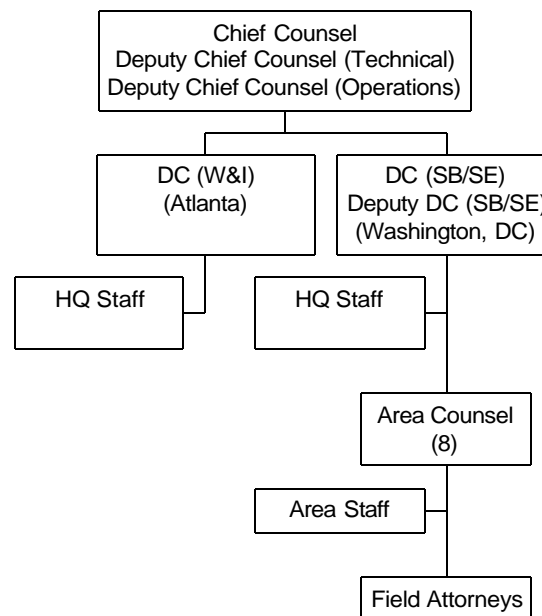 Chief Counsel
Deputy Chief Counsel (Technical)
Deputy Chief Counsel (Operations)
DC (W&I)
(Atlanta)
DC (SB/SE)
Deputy DC (SB/SE)
(Washington, DC)
HQ Staff
HQ Staff
Area Counsel
(8)
Area Staff
Field Attorneys